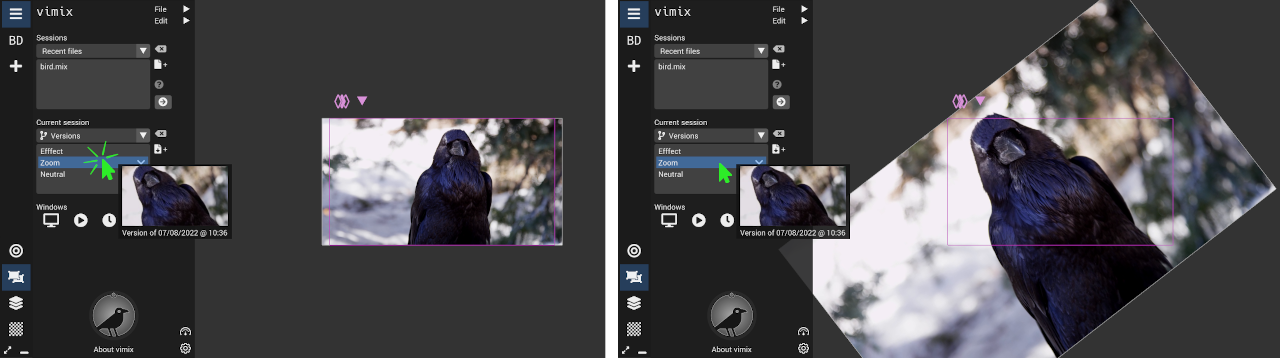 vimix
File
Edit
BD
Sessions
Recent files
bird.mix
Current session
Versions
Efffect
Zoom
Neutral
Version of 07/08/2022 @ 10:36
Windows
About vimix
vimix
File
Edit
BD
Sessions
Recent files
bird.mix
Current session
Versions
Efffect
Zoom
Neutral
Version of 07/08/2022 @ 10:36
Windows
About vimix